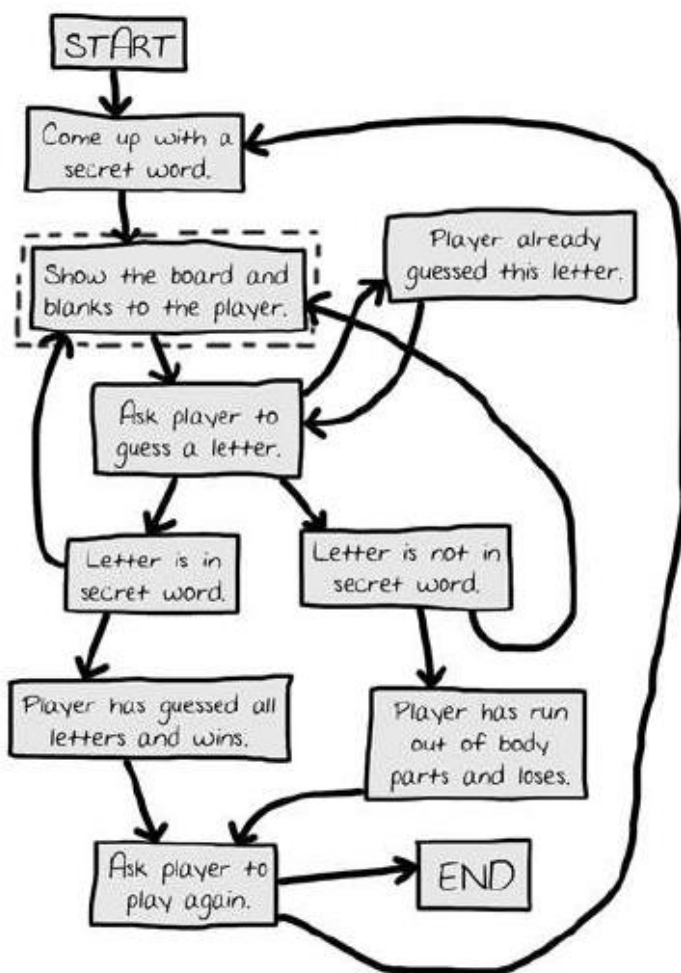 START
Come up with a
secret word.
Show the board and
blanks to the player.
Player already
guessed this letter.
Ask player to
guess a letter.
Letter is in
secret word.
Letter is not in
secret word.
Player has guessed all
letters and wins.
Player has run
out of body
parts and loses.
Ask player to
play again.
END